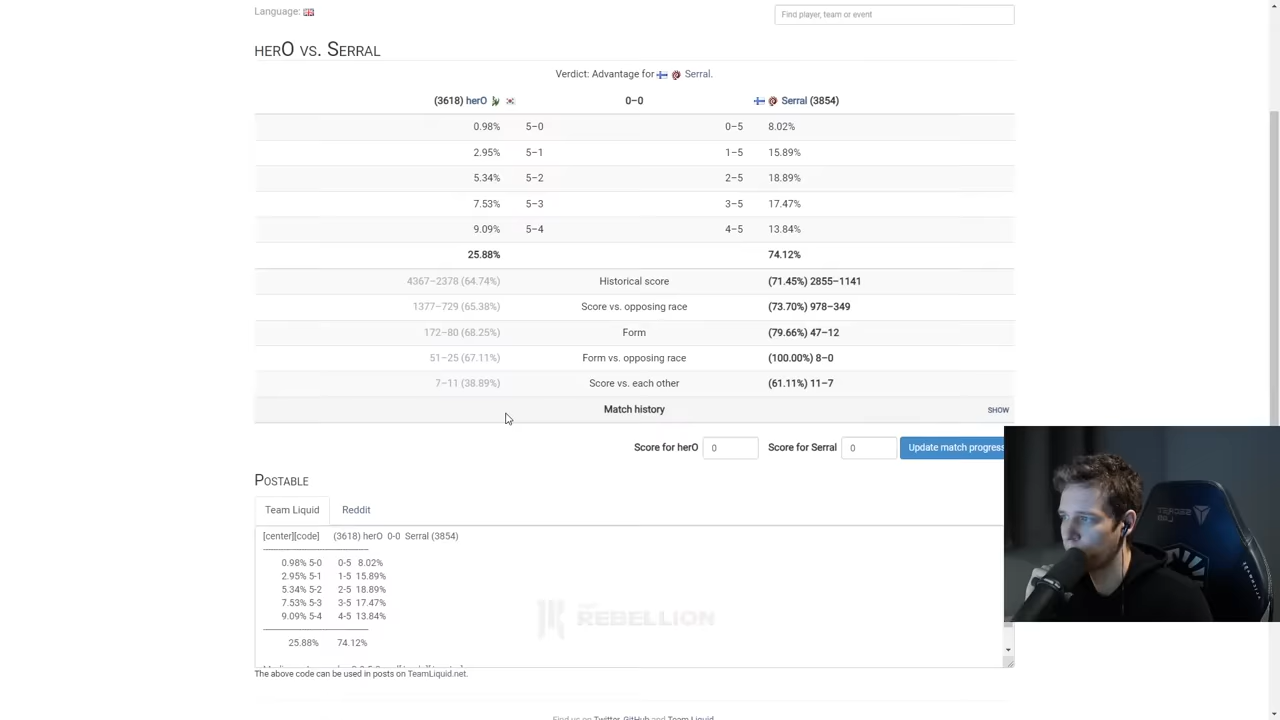 Language:
Find player, team or event
herO vs. Serral
Verdict: Advantage for Serral.
(3618) herO 0–0 Serral (3854)
0.98% 5–0 0–5 8.02%
2.95% 5–1 1–5 15.89%
5.34% 5–2 2–5 18.89%
7.53% 5–3 3–5 17.47%
9.09% 5–4 4–5 13.84%
25.88% 74.12%
4367–2378 (64.74%) Historical score (71.45%) 2855–1141
1377–729 (65.38%) Score vs. opposing race (73.70%) 978–349
172–80 (68.25%) Form (79.66%) 47–12
51–25 (67.11%) Form vs. opposing race (100.00%) 8–0
7–11 (38.89%) Score vs. each other (61.11%) 11–7
Match history SHOW
Score for herO 0 Score for Serral 0 Update match progress
Postable
Team Liquid Reddit
[center][code] (3618) herO 0-0 Serral (3854)
0.98% 5-0 0-5 8.02%
2.95% 5-1 1-5 15.89%
5.34% 5-2 2-5 18.89%
7.53% 5-3 3-5 17.47%
9.09% 5-4 4-5 13.84%
REBELLION
25.88% 74.12%
The above code can be used in posts on TeamLiquid.net.
Find us on Twitter, GitHub and Team Liquid